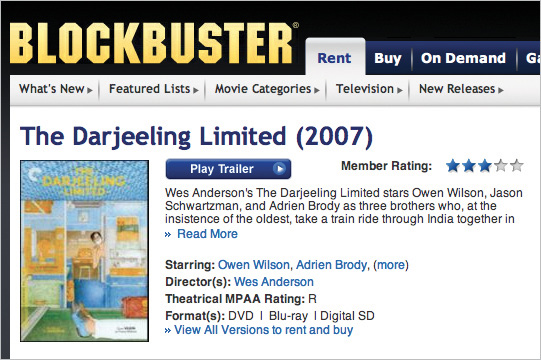 BLOCKBUSTER®
Rent Buy On Demand Ga
What's New Featured Lists Movie Categories Television New Releases
The Darjeeling Limited (2007)
THE
DARJEELING
LIMITED
Play Trailer
Member Rating:
Wes Anderson's The Darjeeling Limited stars Owen Wilson, Jason
Schwartzman, and Adrien Brody as three brothers who, at the
insistence of the oldest, take a train ride through India together in
» Read More
Starring: Owen Wilson, Adrien Brody, (more)
Director(s): Wes Anderson
Theatrical MPAA Rating: R
Format(s): DVD | Blu-ray | Digital SD
» View All Versions to rent and buy